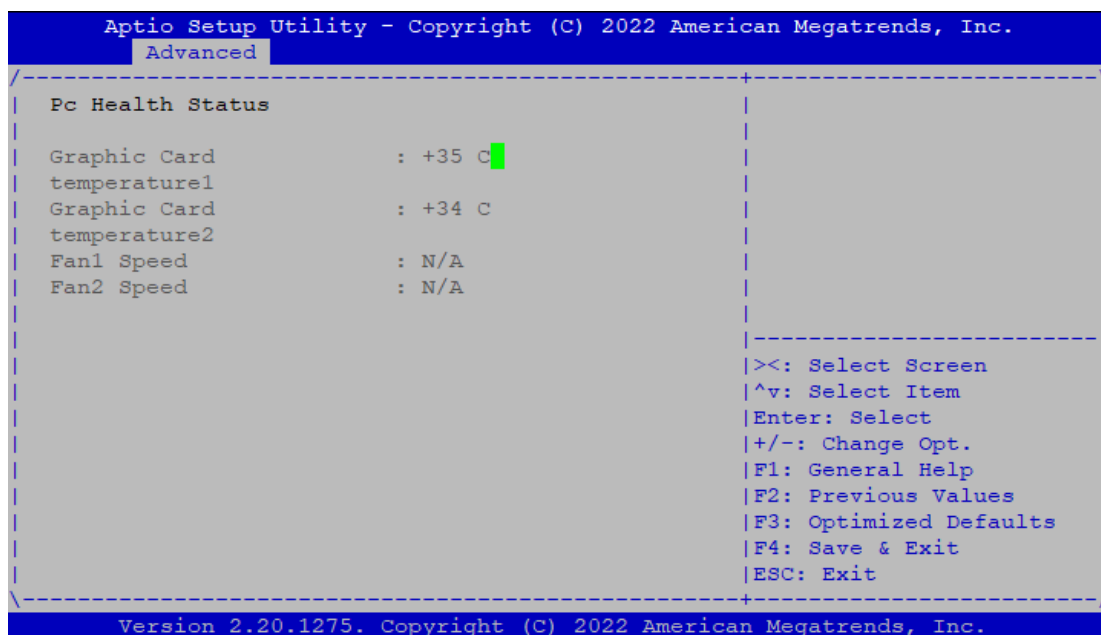 Aptio Setup Utility - Copyright (C) 2022 American Megatrends, Inc.
Advanced
Pc Health Status
Graphic Card : +35 C
temperature1
Graphic Card : +34 C
temperature2
Fan1 Speed : N/A
Fan2 Speed : N/A
><: Select Screen
^v: Select Item
Enter: Select
+/-: Change Opt.
F1: General Help
F2: Previous Values
F3: Optimized Defaults
F4: Save & Exit
ESC: Exit
Version 2.20.1275. Copyright (C) 2022 American Megatrends, Inc.